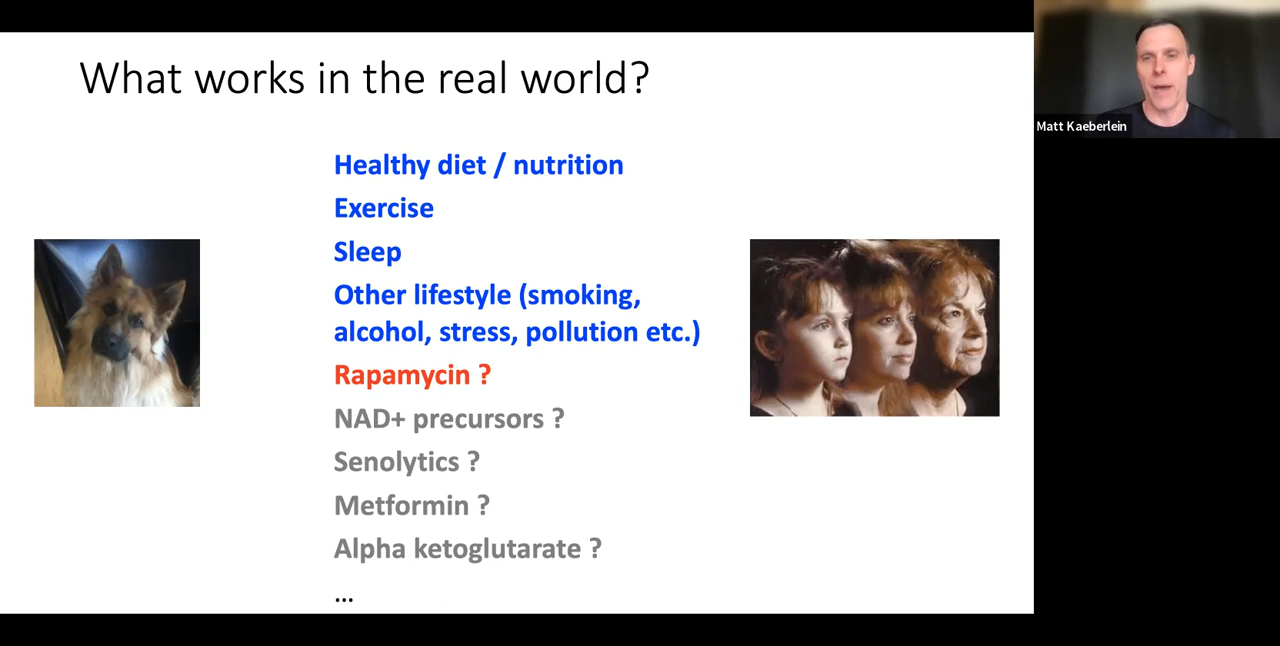 What works in the real world?
Healthy diet / nutrition
Exercise
Sleep
Other lifestyle (smoking,
alcohol, stress, pollution etc.)
Rapamycin ?
NAD+ precursors ?
Senolytics ?
Metformin ?
Alpha ketoglutarate ?
...
Matt Kaeberlein